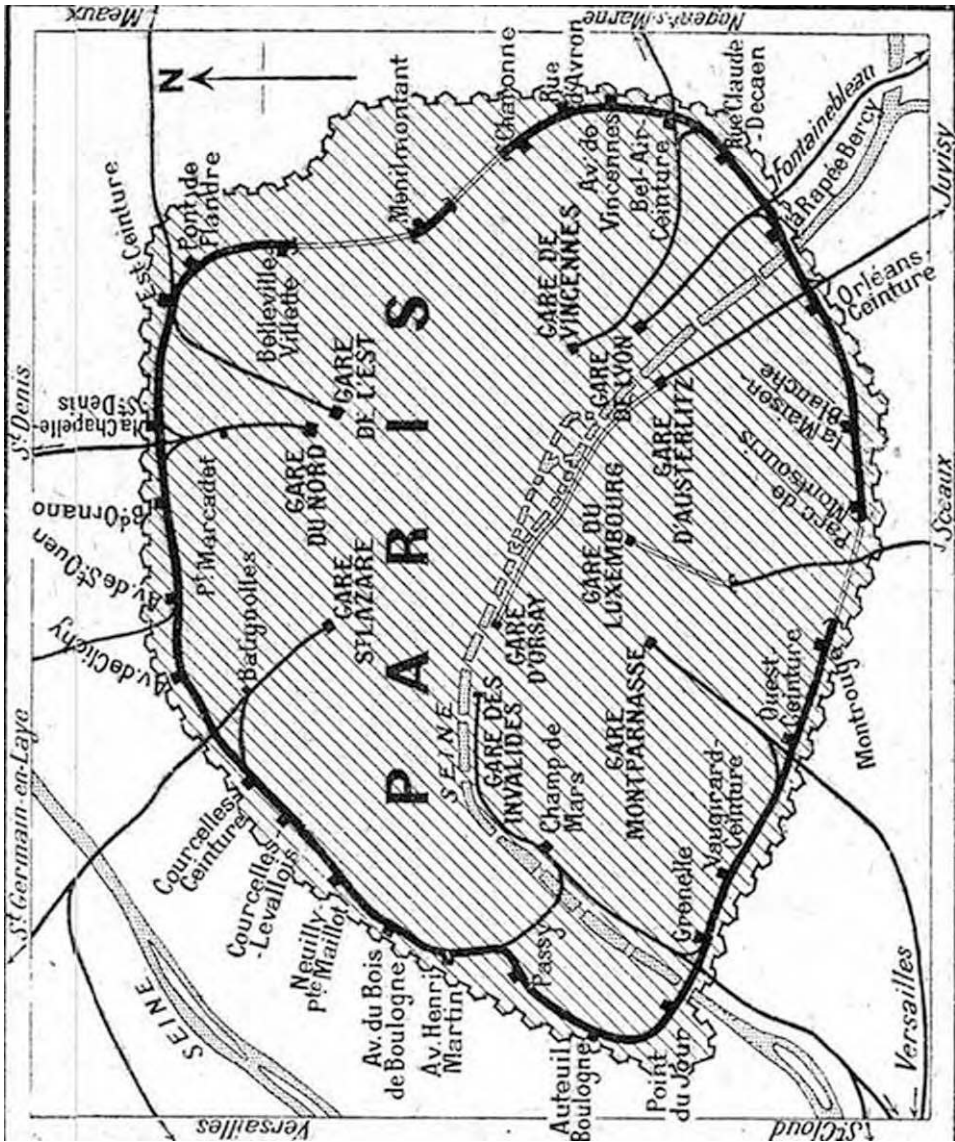 Meaux
Nogent-s-Marne
N
St Denis
St Germain-en-Laye
Versailles
SEINE
Est Ceinture
Pont de
Flandre
Belleville
Villette
Ménilmontant
Charonne
Rue
d'Avron
Av. de
Vincennes
Bel-Air-
Ceinture
Rue Claude
-Decaen
Fontainebleau
la Rapée Bercy
Juvisy
Orléans-
Ceinture
la Maison-
Blanche
Parc de
Montsouris
Sceaux
Montrouge
Ouest-
Ceinture
Vaugirard-
Ceinture
Grenelle
Point
du Jour
Auteuil
Boulogne
Passy
Av. Henri
Martin
Av. du Bois
de Boulogne
Neuilly-
Pte Maillot
Courcelles
-Levallois
Courcelles
Ceinture
Batignolles
Av. de Clichy
Av. de St Ouen
Bd Ornano
la Chapelle-
St Denis
Pt Marcadet
GARE
DU NORD
GARE
DE L'EST
GARE
ST LAZARE
PARIS
GARE DE
VINCENNES
GARE
DE LYON
GARE
D'AUSTERLITZ
GARE DU
LUXEMBOURG
GARE
D'ORSAY
GARE DES
INVALIDES
SEINE
Champ de
Mars
GARE
MONTPARNASSE
Versailles
St Cloud